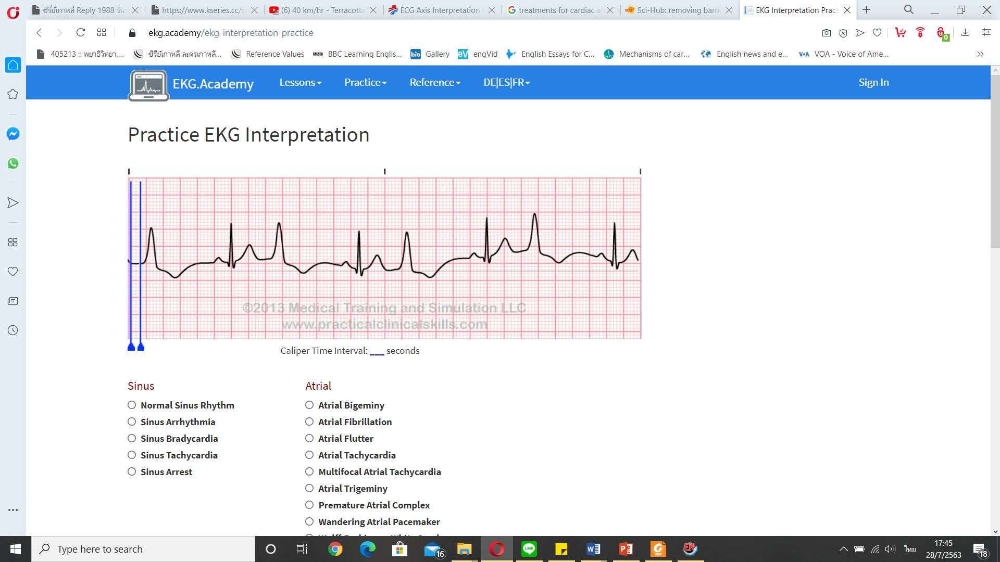 ซีรี่ย์เกาหลี Reply 1988 วันา
https://www.kseries.cc/
(6) 40 km/hr - Terracotta
ECG Axis Interpretation
treatments for cardiac a
Sci-Hub: removing barri
EKG Interpretation Pract
ekg.academy/ekg-interpretation-practice
405213 :: พยาธิวิทยา,...
ซีรีย์เกาหลี ละครเกาหลี...
Reference Values
BBC
BBC Learning Englis...
bio
Gallery
eV
engVid
English Essays for C...
Mechanisms of car...
English news and e...
VOA
VOA - Voice of Ame...
EKG.Academy
Lessons
Practice
Reference
DE|ES|FR
Sign In
Practice EKG Interpretation
©2013 Medical Training and Simulation LLC
www.practicalclinicalskills.com
Caliper Time Interval: ___ seconds
Sinus
Normal Sinus Rhythm
Sinus Arrhythmia
Sinus Bradycardia
Sinus Tachycardia
Sinus Arrest
Atrial
Atrial Bigeminy
Atrial Fibrillation
Atrial Flutter
Atrial Tachycardia
Multifocal Atrial Tachycardia
Atrial Trigeminy
Premature Atrial Complex
Wandering Atrial Pacemaker
Type here to search
16
LINE
PDF
ไทย
17:45
28/7/2563
18
0